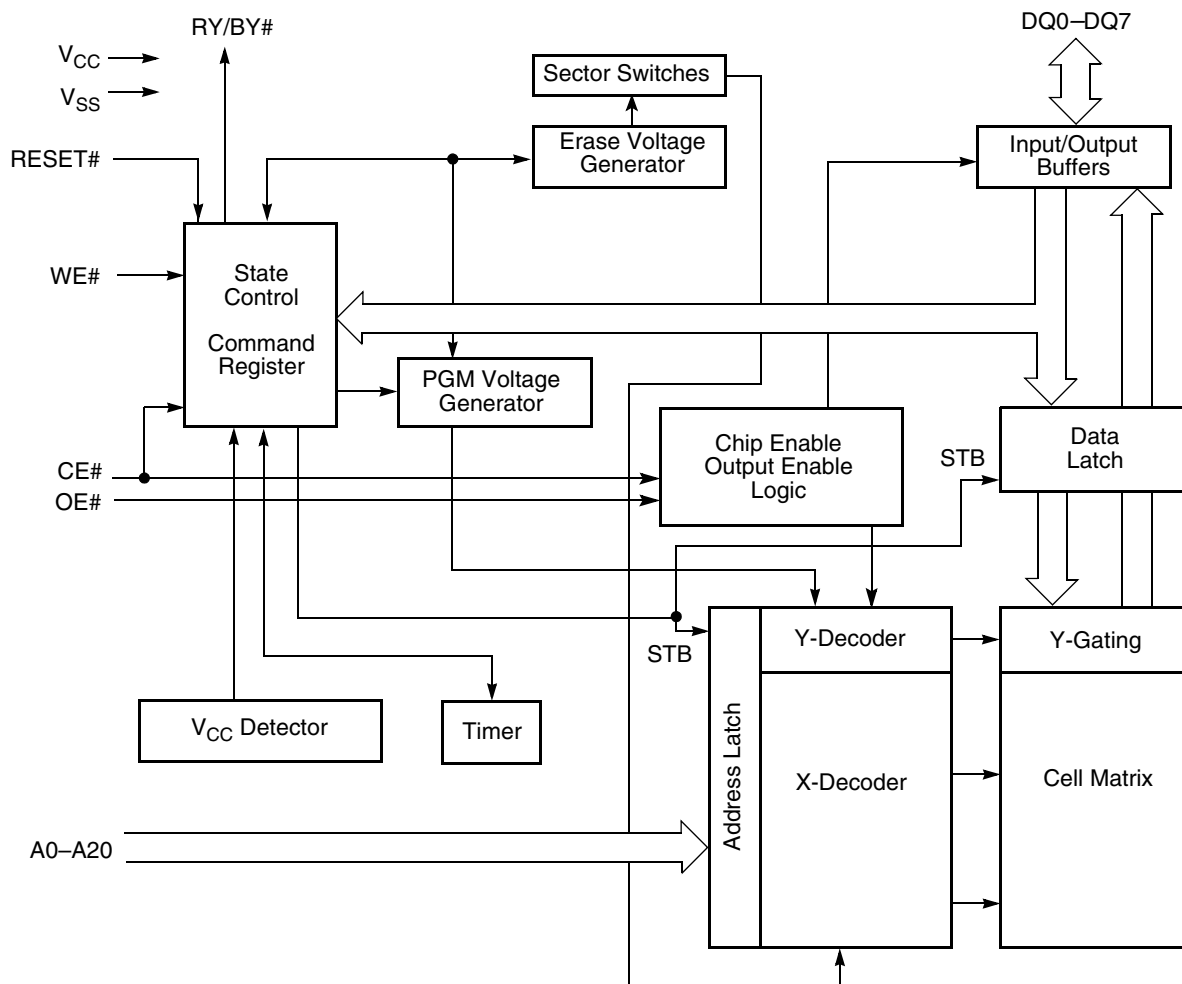 RY/BY#
DQ0–DQ7
VCC
VSS
Sector Switches
RESET#
Erase Voltage
Generator
Input/Output
Buffers
WE#
State
Control
Command
Register
PGM Voltage
Generator
CE#
OE#
Chip Enable
Output Enable
Logic
STB
Data
Latch
STB
Y-Decoder
Y-Gating
VCC Detector
Timer
Address Latch
X-Decoder
Cell Matrix
A0–A20